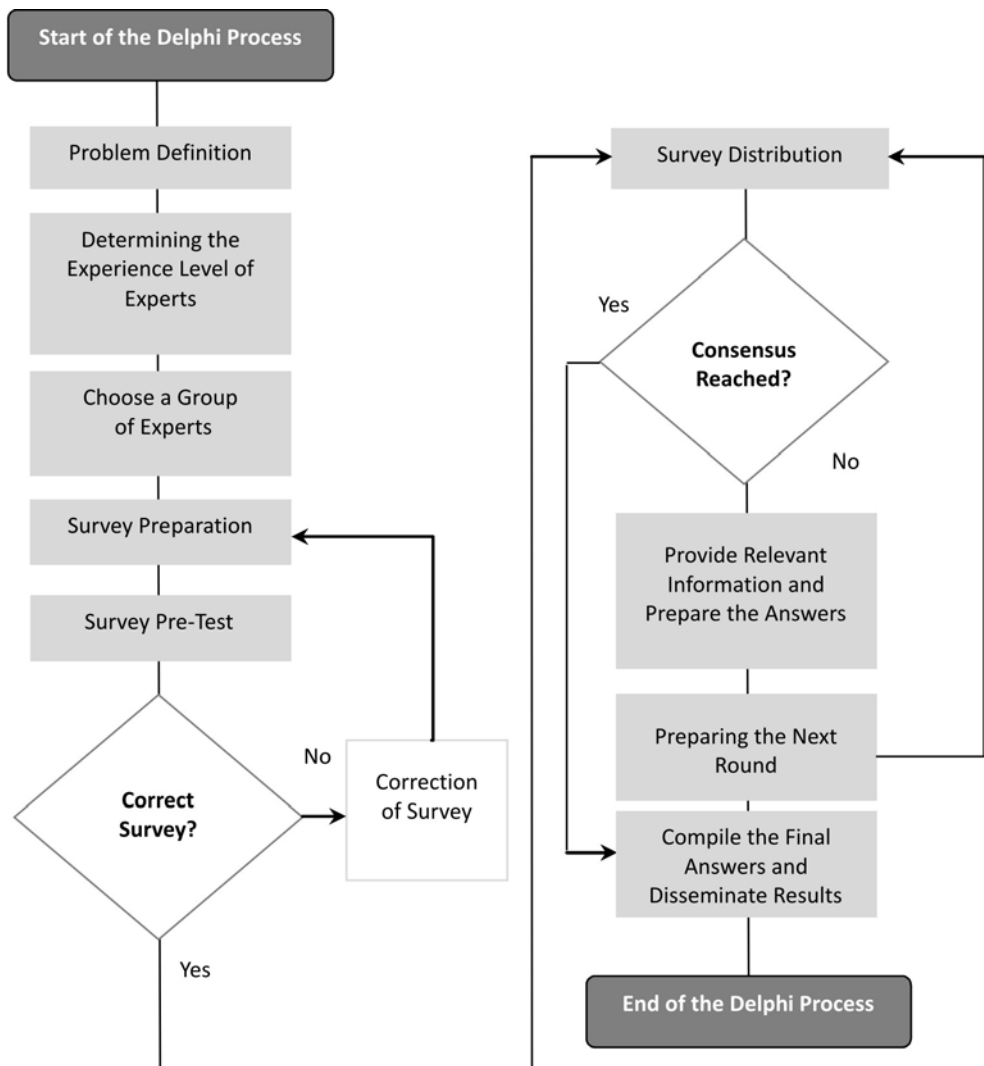 Start of the Delphi Process
Problem Definition
Determining the
Experience Level of
Experts
Choose a Group
of Experts
Survey Preparation
Survey Pre-Test
No
Correct
Survey?
Correction
of Survey
Yes
Survey Distribution
Yes
Consensus
Reached?
No
Provide Relevant
Information and
Prepare the Answers
Preparing the Next
Round
Compile the Final
Answers and
Disseminate Results
End of the Delphi Process